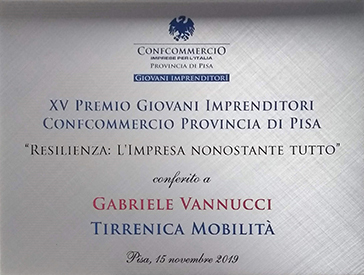 CONFCOMMERCIO
IMPRESE PER L'ITALIA
PROVINCIA DI PISA
GIOVANI IMPRENDITORI
XV PREMIO GIOVANI IMPRENDITORI
CONFCOMMERCIO PROVINCIA DI PISA
"RESILIENZA: L'IMPRESA NONOSTANTE TUTTO"
conferito a
GABRIELE VANNUCCI
TIRRENICA MOBILITÀ
Pisa, 15 novembre 2019